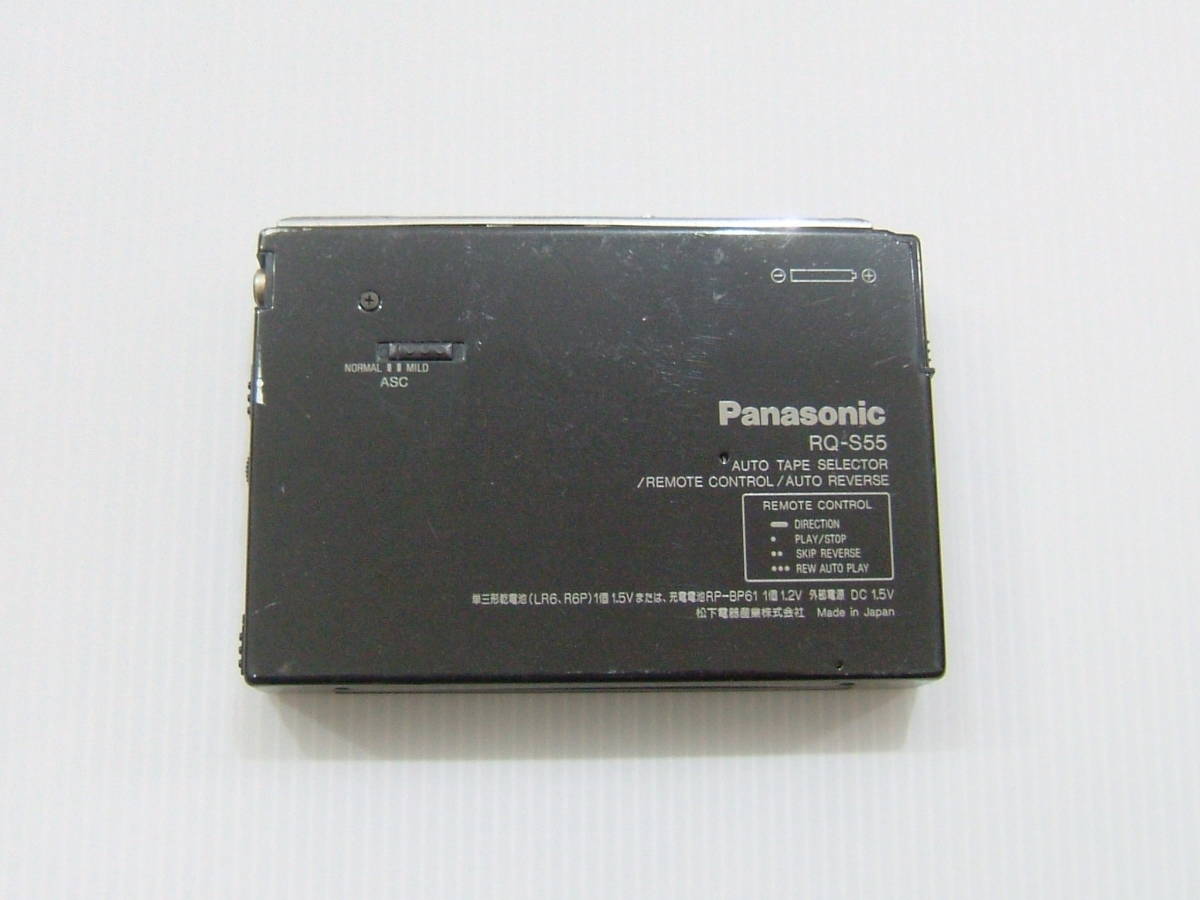 NORMAL MILD
ASC
Panasonic
RQ-S55
AUTO TAPE SELECTOR
/REMOTE CONTROL/AUTO REVERSE
REMOTE CONTROL
DIRECTION
PLAY/STOP
SKIP REVERSE
REW AUTO PLAY
単三形乾電池(LR6、R6P)1個1.5Vまたは、充電電池RP-BP61 1個1.2V 外部電源 DC 1.5V
松下電器産業株式会社 Made in Japan